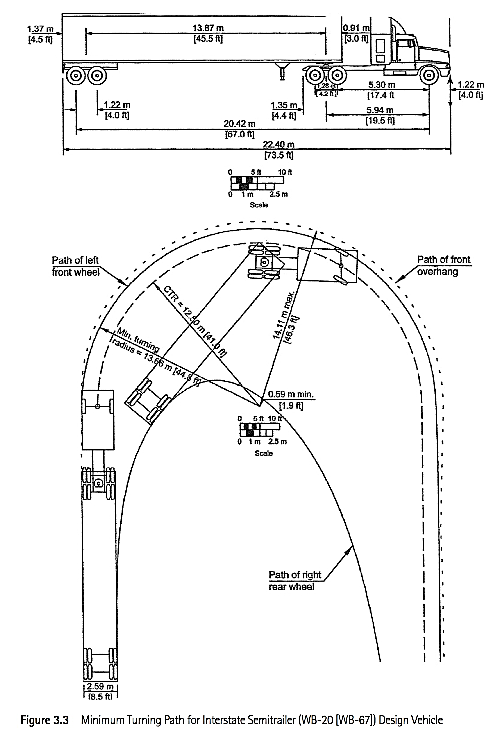 1.37 m
[4.5 ft]
13.87 m
[45.5 ft]
0.91 m
[3.0 ft]
1.22 m
[4.0 ft]
1.35 m
[4.4 ft]
5.30 m
[17.4 ft
1.22 m
[4.0 ft]
5.94 m
[19.5 ft]
20.42 m
[67.0 ft]
22.40 m
[73.5 ft]
0 5 ft 10 ft
0 1 m 2.5 m
Scale
Path of left
front wheel
Path of front
overhang
CTR = 12.50 m [41.0 ft]
14.11 m max.
[46.3 ft]
Min. turning
radius = 13.66 m [44.8 ft]
0.59 m min.
[1.9 ft]
0 5 ft 10 ft
0 1 m 2.5 m
Scale
Path of right
rear wheel
2.59 m
[8.5 ft]
Figure 3.3 Minimum Turning Path for Interstate Semitrailer (WB-20 [WB-67]) Design Vehicle